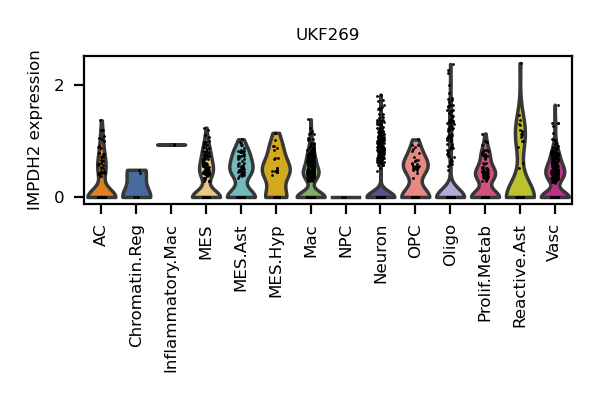 UKF269
IMPDH2 expression
2
0
AC
Chromatin.Reg
Inflammatory.Mac
MES
MES.Ast
MES.Hyp
Mac
NPC
Neuron
OPC
Oligo
Prolif.Metab
Reactive.Ast
Vasc